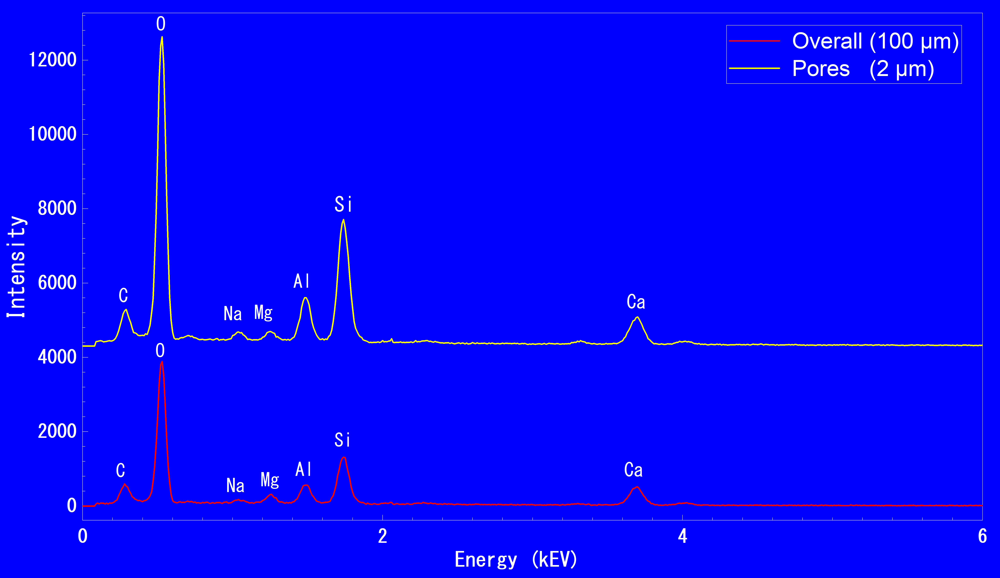 O
Overall (100 µm)
Pores (2 µm)
12000
10000
8000
6000
4000
2000
0
Intensity
Si
Al
C
Na
Mg
Ca
O
Si
Al
C
Na
Mg
Ca
0
2
4
6
Energy (kEV)